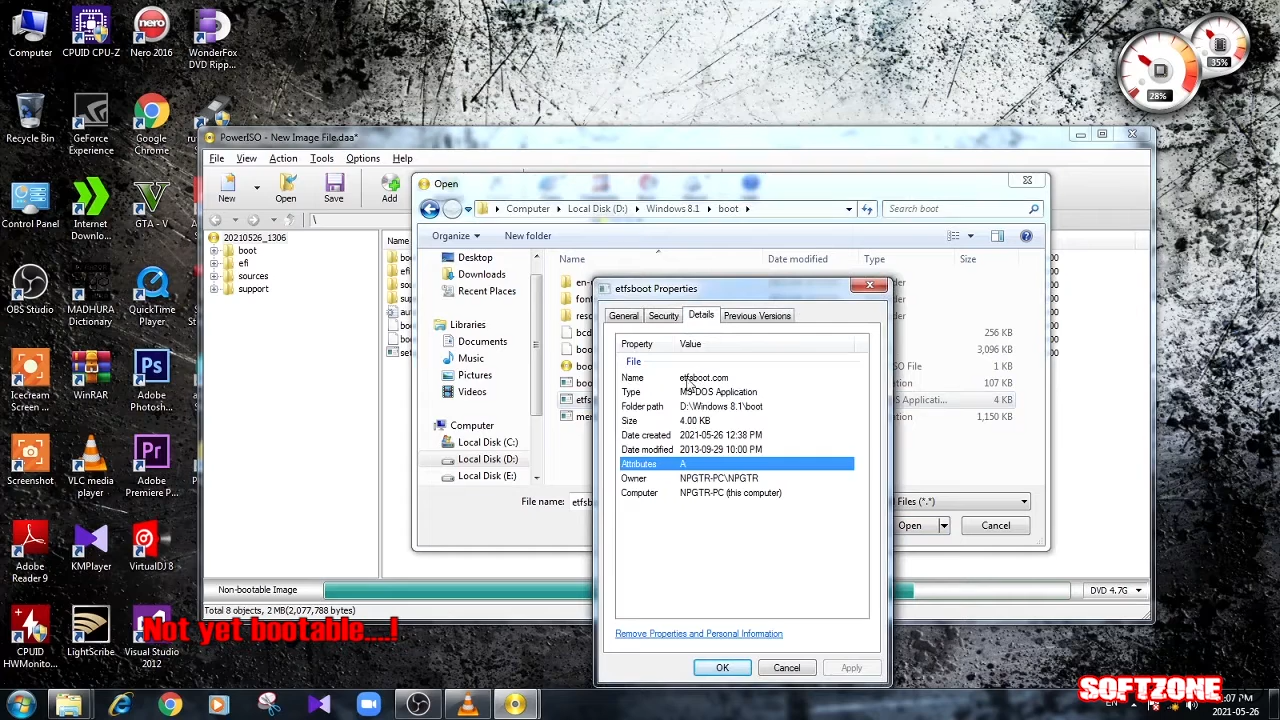 Computer
CPUID CPU-Z
Nero 2016
WonderFox
DVD Ripp...
28%
35%
Recycle Bin
GeForce
Experience
Google
Chrome
Control Panel
Internet
Downlo...
GTA - V
OBS Studio
MADHURA
Dictionary
QuickTime
Player
Icecream
Screen ...
WinRAR
Adobe
Photosh...
Screenshot
VLC media
player
Adobe
Premiere P...
Adobe
Reader 9
KMPlayer
VirtualDJ 8
CPUID
HWMonito...
LightScribe
Visual Studio
2012
PowerISO - New Image File.daa*
File View Action Tools Options Help
New Open Save Add
\
20210526_1306
boot
efi
sources
support
Name
Non-bootable Image
DVD 4.7G
Total 8 objects, 2 MB(2,077,788 bytes)
Open
Computer Local Disk (D:) Windows 8.1 boot
Search boot
Organize New folder
Desktop
Downloads
Recent Places
Libraries
Documents
Music
Pictures
Videos
Computer
Local Disk (C:)
Local Disk (D:)
Local Disk (E:)
Name Date modified Type Size
256 KB
3,096 KB
1 KB
107 KB
4 KB
1,150 KB
File name: etfsb
Files (*.*)
Open Cancel
etfsboot Properties
General Security Details Previous Versions
Property Value
File
Name etfsboot.com
Type MS-DOS Application
Folder path D:\Windows 8.1\boot
Size 4.00 KB
Date created 2021-05-26 12:38 PM
Date modified 2013-09-29 10:00 PM
Attributes A
Owner NPGTR-PC\NPGTR
Computer NPGTR-PC (this computer)
Remove Properties and Personal Information
OK Cancel Apply
Not yet bootable....!
SOFTZONE
EN
2021-05-26